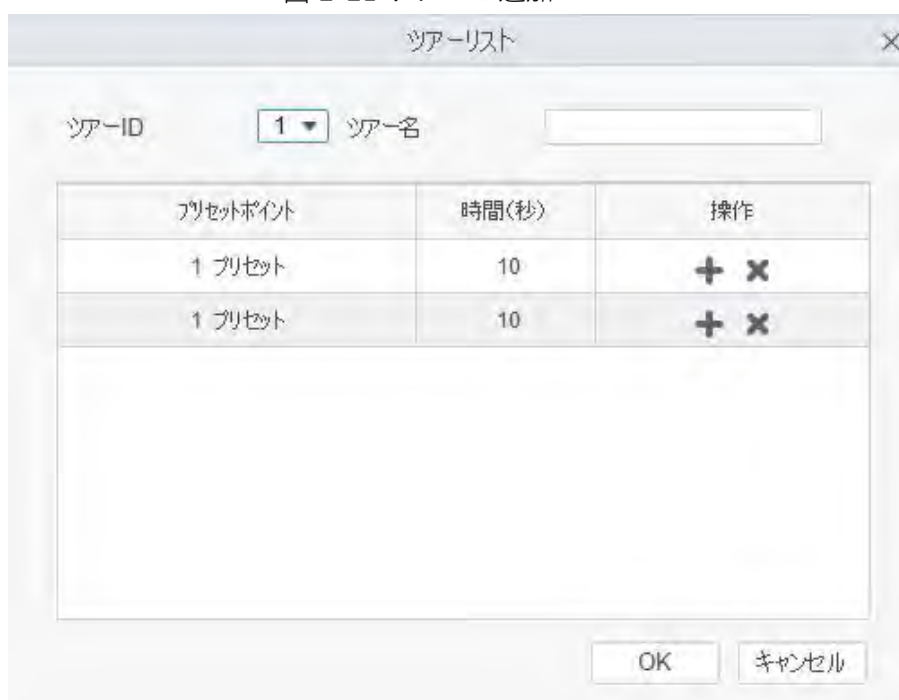 ツアーリスト
ツアーID 1 ツアー名
プリセットポイント 時間(秒) 操作
1 プリセット 10
1 プリセット 10
OK キャンセル